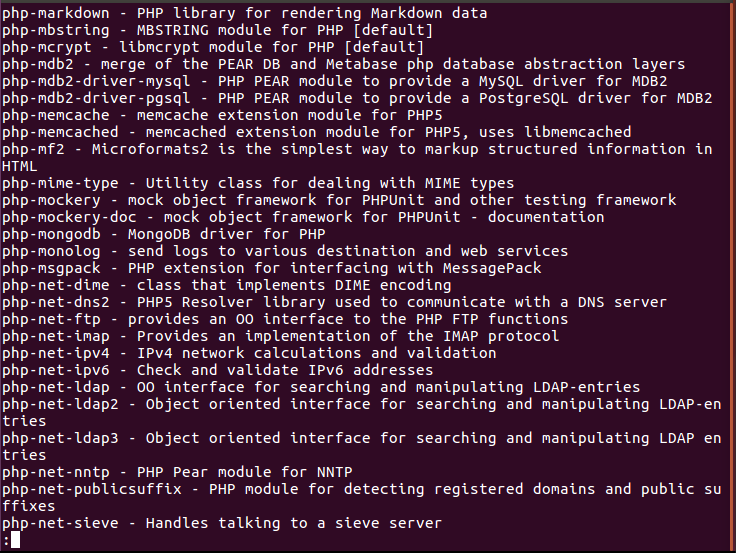 php-markdown - PHP library for rendering Markdown data
php-mbstring - MBSTRING module for PHP [default]
php-mcrypt - libmcrypt module for PHP [default]
php-mdb2 - merge of the PEAR DB and Metabase php database abstraction layers
php-mdb2-driver-mysql - PHP PEAR module to provide a MySQL driver for MDB2
php-mdb2-driver-pgsql - PHP PEAR module to provide a PostgreSQL driver for MDB2
php-memcache - memcache extension module for PHP5
php-memcached - memcached extension module for PHP5, uses libmemcached
php-mf2 - Microformats2 is the simplest way to markup structured information in
HTML
php-mime-type - Utility class for dealing with MIME types
php-mockery - mock object framework for PHPUnit and other testing framework
php-mockery-doc - mock object framework for PHPUnit - documentation
php-mongodb - MongoDB driver for PHP
php-monolog - send logs to various destination and web services
php-msgpack - PHP extension for interfacing with MessagePack
php-net-dime - class that implements DIME encoding
php-net-dns2 - PHP5 Resolver library used to communicate with a DNS server
php-net-ftp - provides an OO interface to the PHP FTP functions
php-net-imap - Provides an implementation of the IMAP protocol
php-net-ipv4 - IPv4 network calculations and validation
php-net-ipv6 - Check and validate IPv6 addresses
php-net-ldap - OO interface for searching and manipulating LDAP-entries
php-net-ldap2 - Object oriented interface for searching and manipulating LDAP-en
tries
php-net-ldap3 - Object oriented interface for searching and manipulating LDAP en
tries
php-net-nntp - PHP Pear module for NNTP
php-net-publicsuffix - PHP module for detecting registered domains and public su
ffixes
php-net-sieve - Handles talking to a sieve server
: